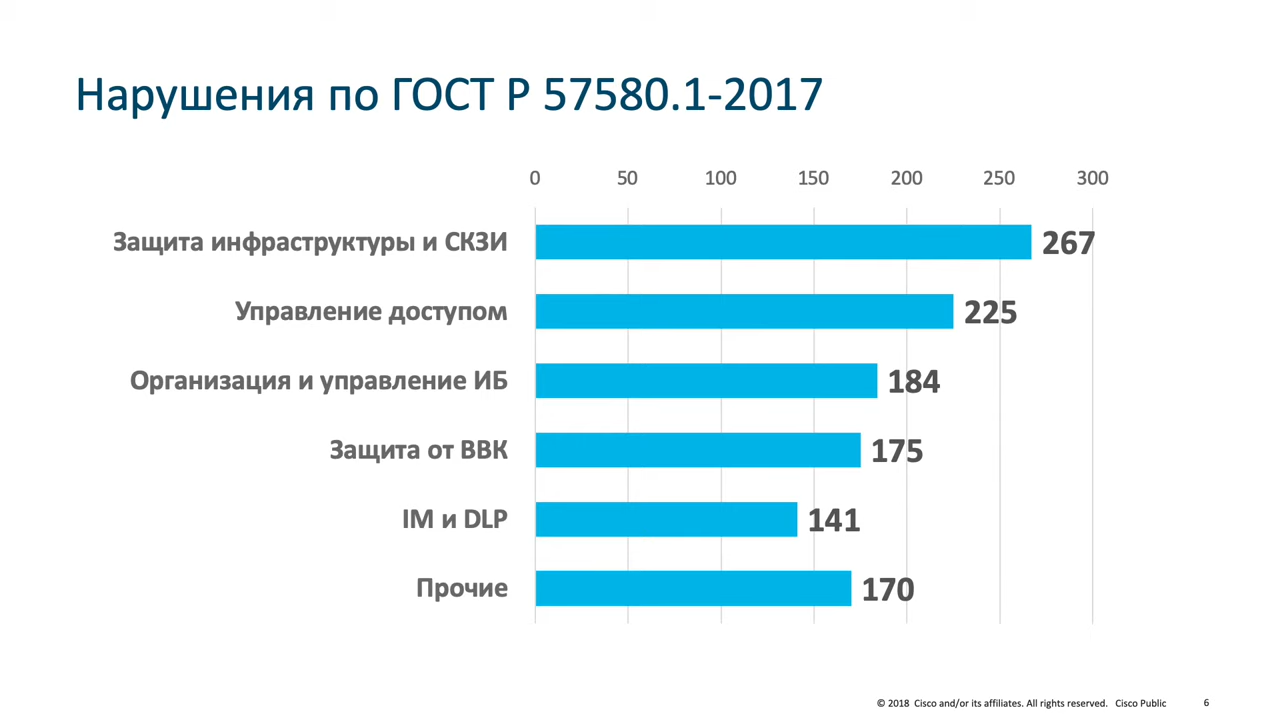 Нарушения по ГОСТ Р 57580.1-2017
0 50 100 150 200 250 300
Защита инфраструктуры и СКЗИ 267
Управление доступом 225
Организация и управление ИБ 184
Защита от ВВК 175
IM и DLP 141
Прочие 170
© 2018 Cisco and/or its affiliates. All rights reserved. Cisco Public 6